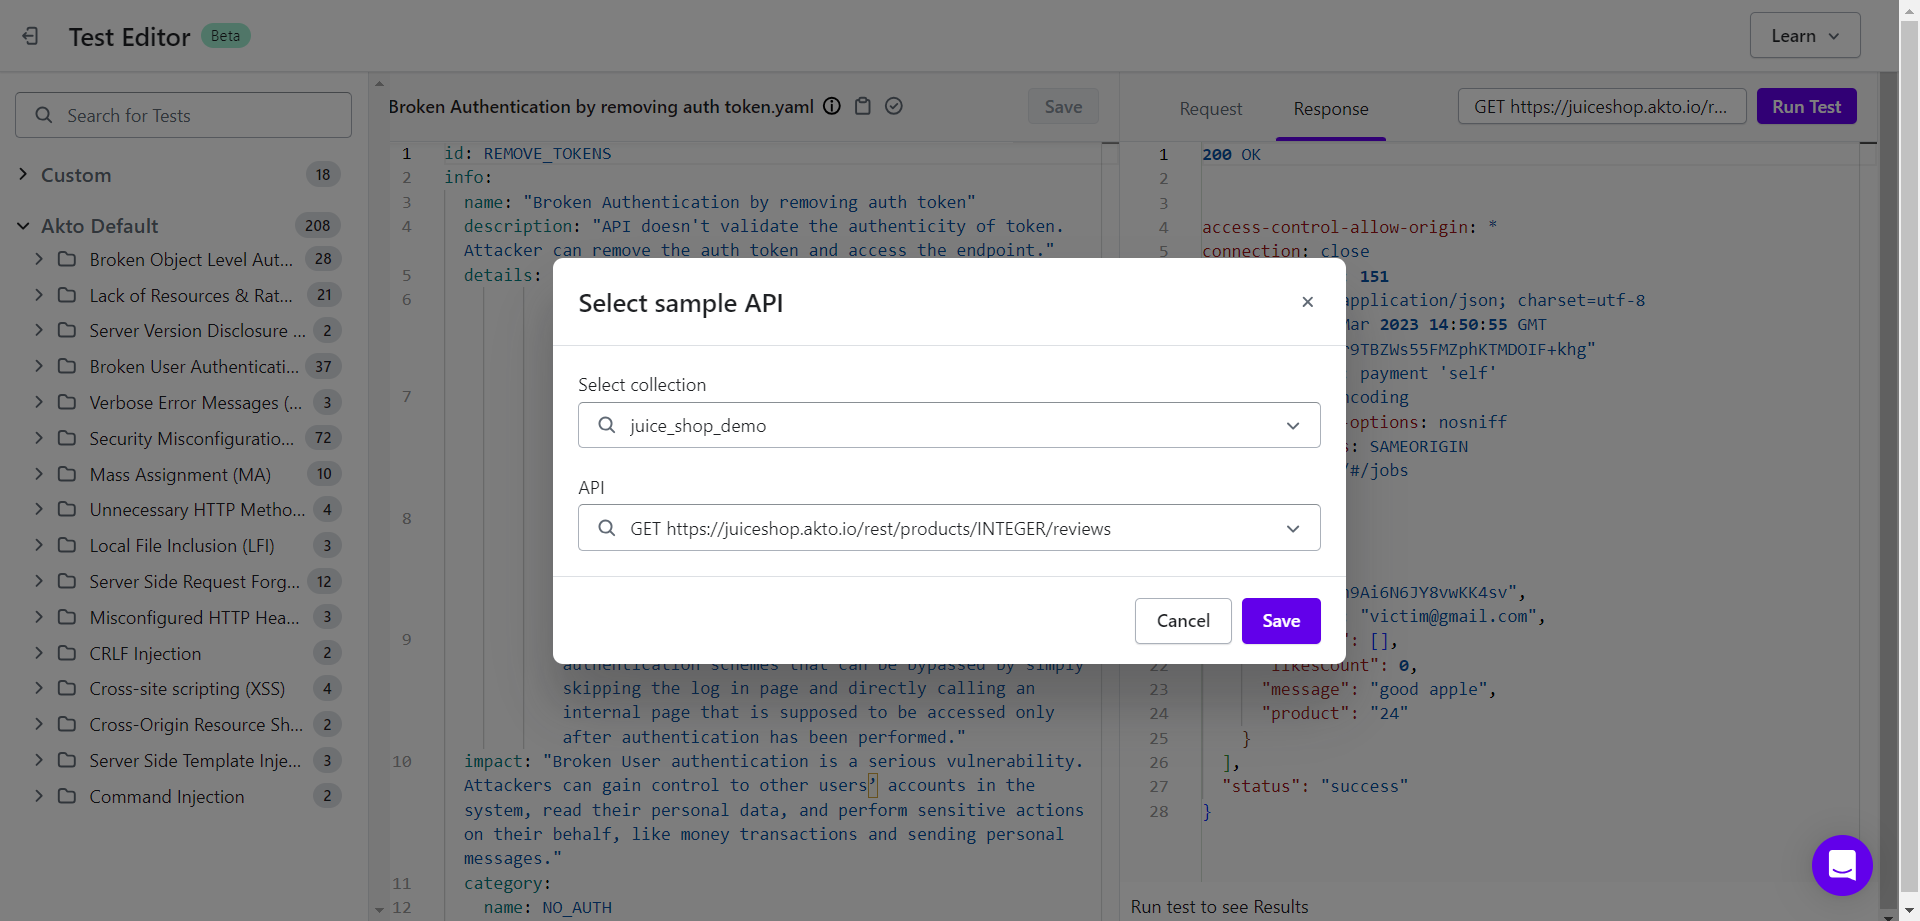 Test Editor Beta
Learn
Search for Tests
Custom 18
Akto Default 208
Broken Object Level Aut... 28
Lack of Resources & Rat... 21
Server Version Disclosure ... 2
Broken User Authenticati... 37
Verbose Error Messages (... 3
Security Misconfiguratio... 72
Mass Assignment (MA) 10
Unnecessary HTTP Metho... 4
Local File Inclusion (LFI) 3
Server Side Request Forg... 12
Misconfigured HTTP Hea... 3
CRLF Injection 2
Cross-site scripting (XSS) 4
Cross-Origin Resource Sh... 2
Server Side Template Inje... 3
Command Injection 2
Broken Authentication by removing auth token.yaml
Save
1 id: REMOVE_TOKENS
2 info:
3 name: "Broken Authentication by removing auth token"
4 description: "API doesn't validate the authenticity of token.
Attacker can remove the auth token and access the endpoint."
5 details:
6
7
8
9
authentication schemes that can be bypassed by simply
skipping the log in page and directly calling an
internal page that is supposed to be accessed only
after authentication has been performed."
10 impact: "Broken User authentication is a serious vulnerability.
Attackers can gain control to other users’ accounts in the
system, read their personal data, and perform sensitive actions
on their behalf, like money transactions and sending personal
messages."
11 category:
12 name: NO_AUTH
Request
Response
GET https://juiceshop.akto.io/r...
Run Test
1 200 OK
2
3
4 access-control-allow-origin: *
5 connection: close
151
application/json; charset=utf-8
Mar 2023 14:50:55 GMT
r9TBZWs55FMZphKTMDOIF+khg"
payment 'self'
ncoding
-options: nosniff
s: SAMEORIGIN
/#/jobs
n9Ai6N6JY8vwKK4sv",
"victim@gmail.com",
": [],
22 "likesCount": 0,
23 "message": "good apple",
24 "product": "24"
25 }
26 ],
27 "status": "success"
28 }
Run test to see Results
Select sample API
Select collection
juice_shop_demo
API
GET https://juiceshop.akto.io/rest/products/INTEGER/reviews
Cancel
Save